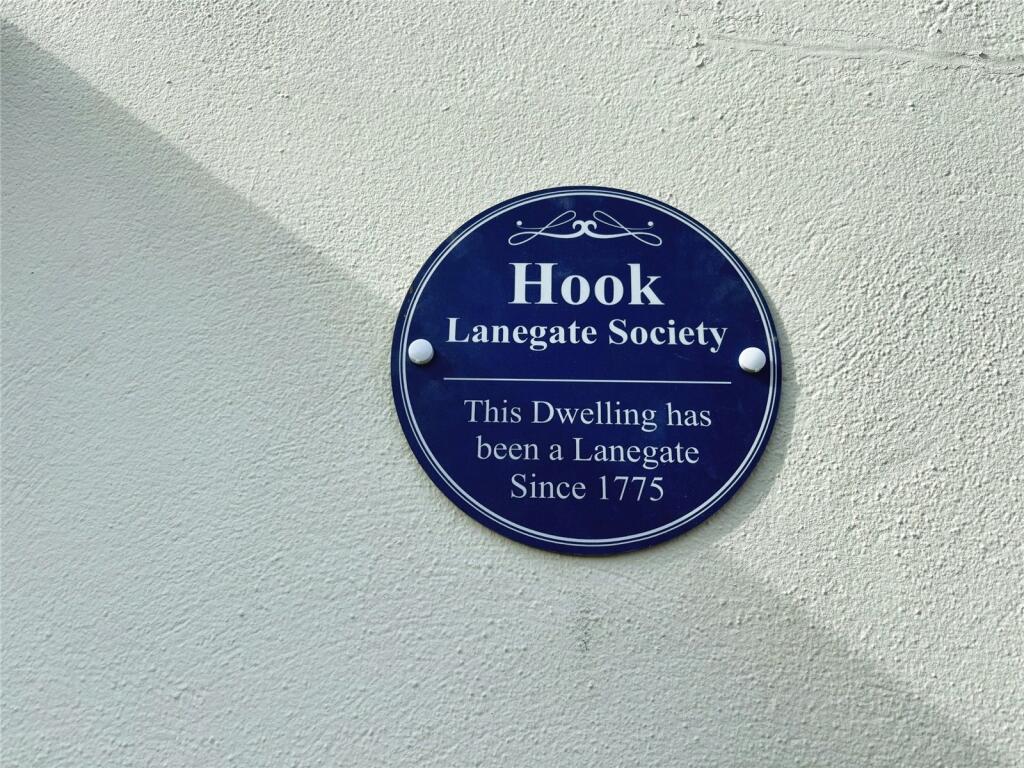 Hook
Lanegate Society
This Dwelling has
been a Lanegate
Since 1775